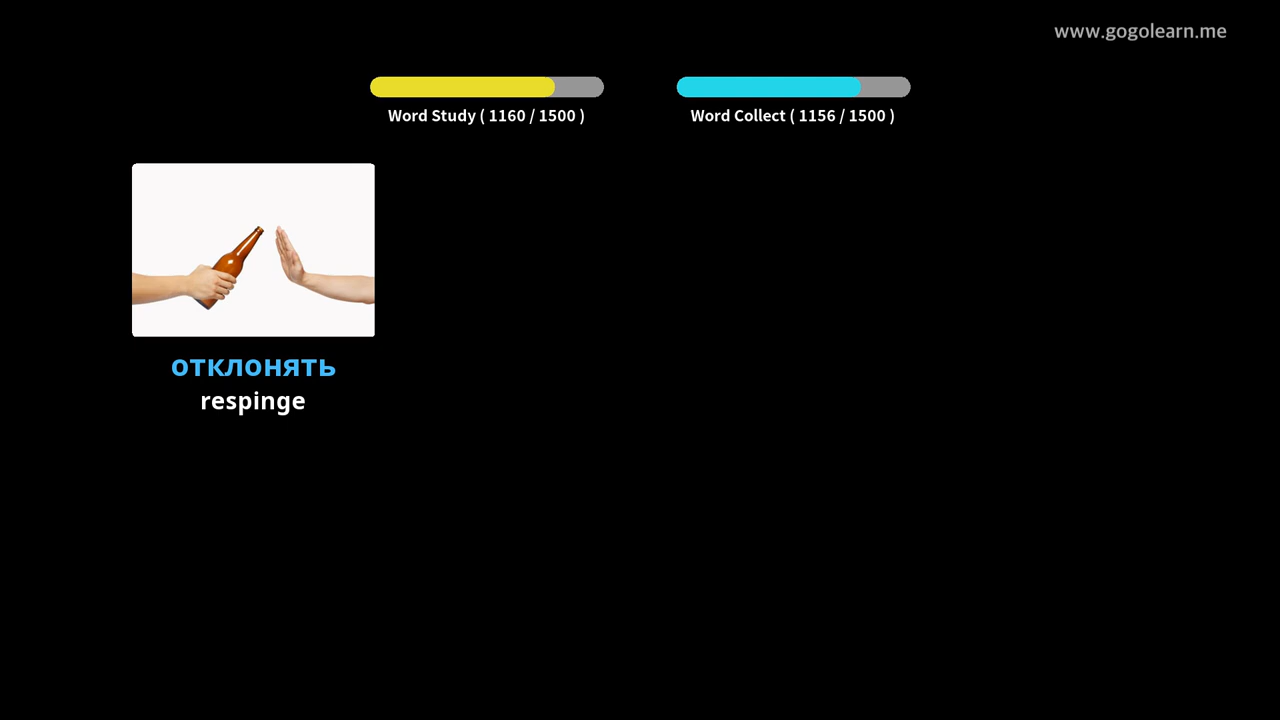 www.gogolearn.me
Word Study ( 1160 / 1500 )
Word Collect ( 1156 / 1500 )
отклонять
respinge